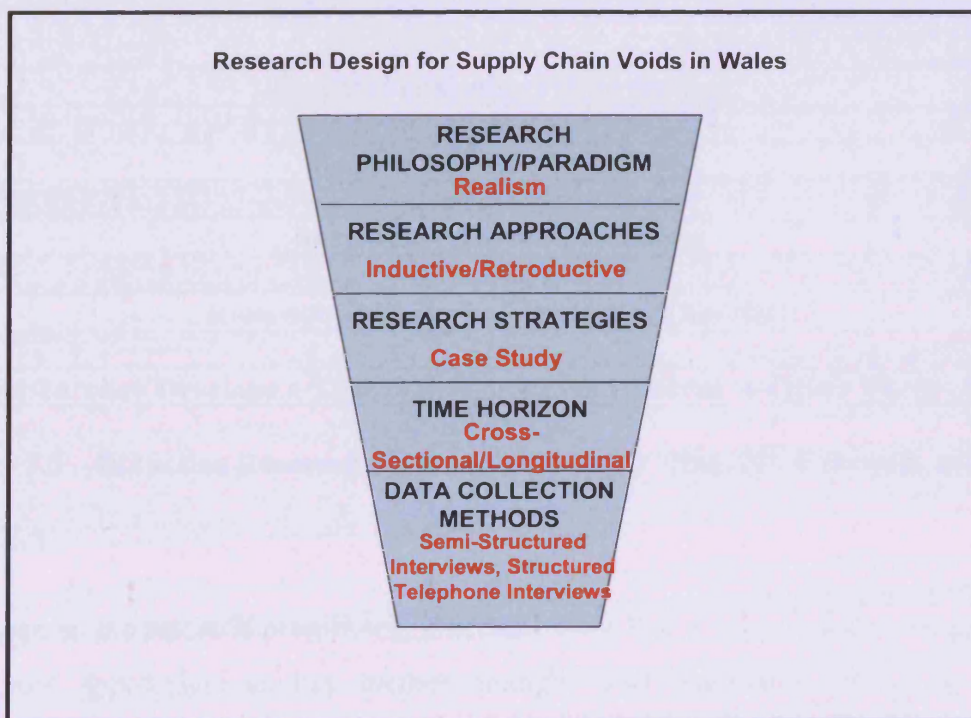 Research Design for Supply Chain Voids in Wales
RESEARCH
PHILOSOPHY/PARADIGM
Realism
RESEARCH APPROACHES
Inductive/Retroductive
RESEARCH STRATEGIES
Case Study
TIME HORIZON
Cross-
Sectional/Longitudinal
DATA COLLECTION
METHODS
Semi-Structured
Interviews, Structured
Telephone Interviews